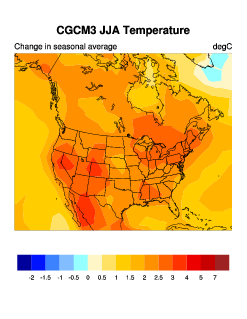 CGCM3 JJA Temperature
Change in seasonal average degC
-2 -1.5 -1 -0.5 0 0.5 1 1.5 2 2.5 3 4 5 7